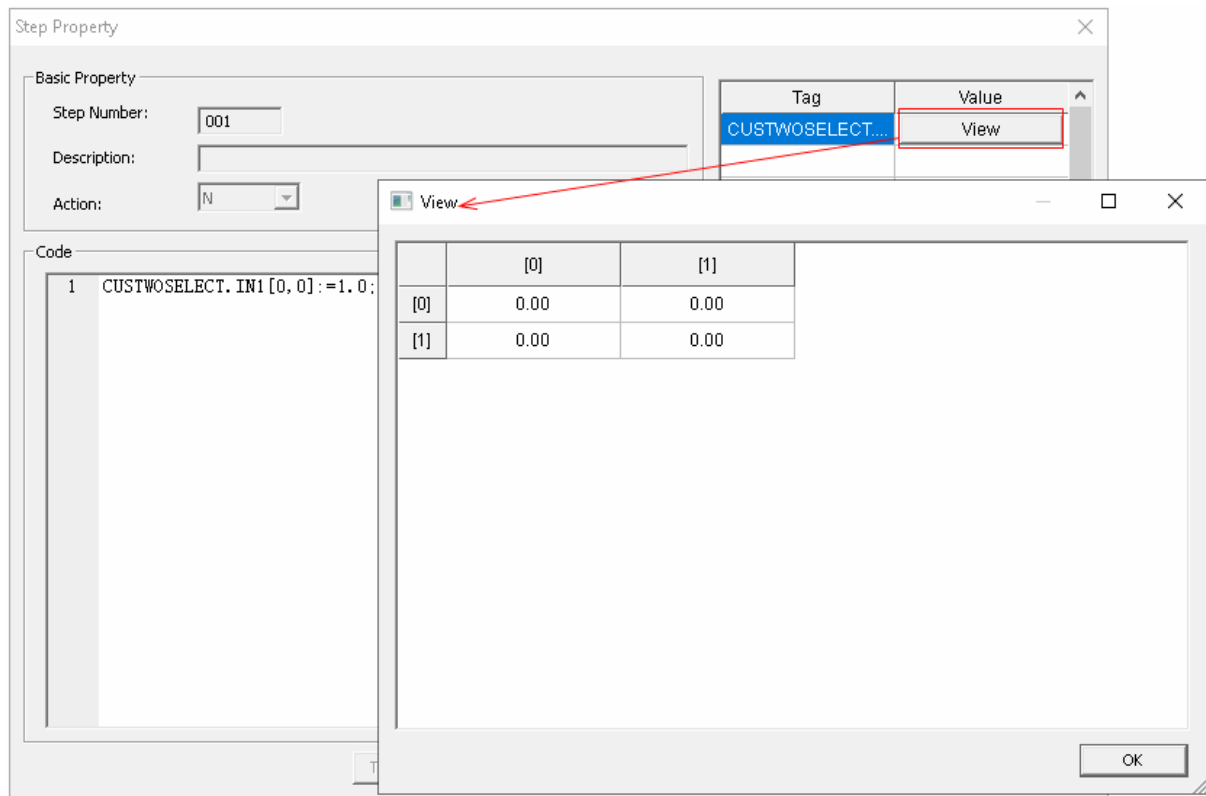 Step Property
Basic Property
Step Number: 001
Description:
Action: N
Tag Value
CUSTWOSELECT.... View
Code
1 CUSTWOSELECT.IN1[0,0]:=1.0;
View
[0] [1]
[0] 0.00 0.00
[1] 0.00 0.00
OK